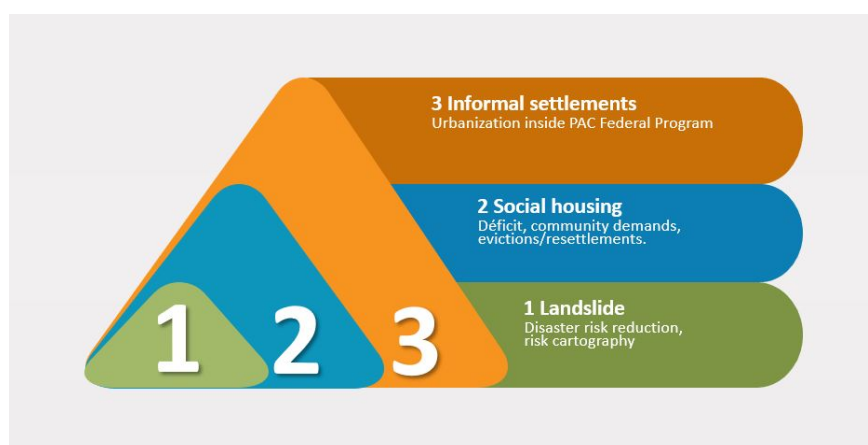 3 Informal settlements
Urbanization inside PAC Federal Program
2 Social housing
Déficit, community demands,
evictions/resettlements.
1 Landslide
Disaster risk reduction,
risk cartography
1 2 3